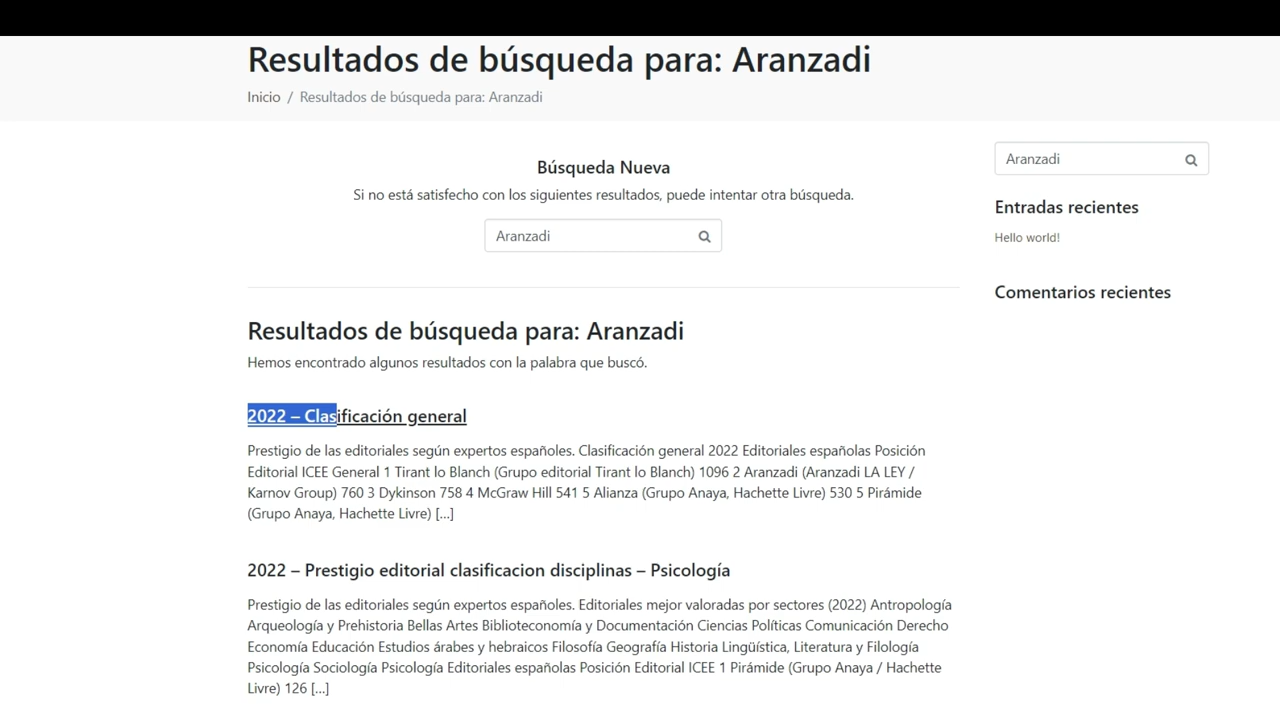 Resultados de búsqueda para: Aranzadi
Inicio / Resultados de búsqueda para: Aranzadi
Búsqueda Nueva
Si no está satisfecho con los siguientes resultados, puede intentar otra búsqueda.
Aranzadi
Resultados de búsqueda para: Aranzadi
Hemos encontrado algunos resultados con la palabra que buscó.
2022 – Clasificación general
Prestigio de las editoriales según expertos españoles. Clasificación general 2022 Editoriales españolas Posición
Editorial ICEE General 1 Tirant lo Blanch (Grupo editorial Tirant lo Blanch) 1096 2 Aranzadi (Aranzadi LA LEY /
Karnov Group) 760 3 Dykinson 758 4 McGraw Hill 541 5 Alianza (Grupo Anaya, Hachette Livre) 530 5 Pirámide
(Grupo Anaya, Hachette Livre) [...]
2022 – Prestigio editorial clasificacion disciplinas – Psicología
Prestigio de las editoriales según expertos españoles. Editoriales mejor valoradas por sectores (2022) Antropología
Arqueología y Prehistoria Bellas Artes Biblioteconomía y Documentación Ciencias Políticas Comunicación Derecho
Economía Educación Estudios árabes y hebraicos Filosofía Geografía Historia Lingüística, Literatura y Filología
Psicología Sociología Psicología Editoriales españolas Posición Editorial ICEE 1 Pirámide (Grupo Anaya / Hachette
Livre) 126 [...]
Aranzadi
Entradas recientes
Hello world!
Comentarios recientes